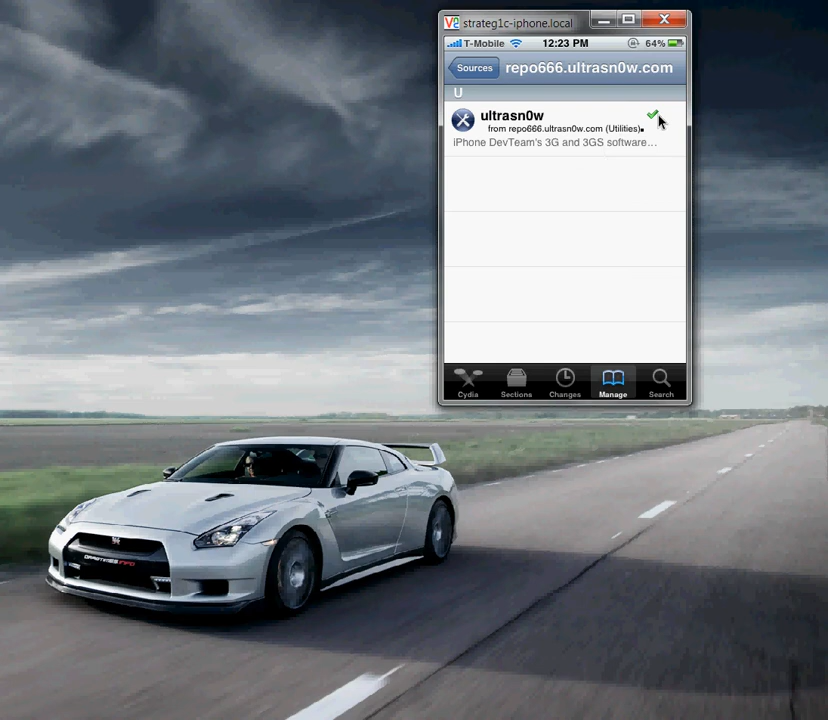 strateg1c-iphone.local
T-Mobile 12:23 PM 64%
Sources repo666.ultrasn0w.com
U
ultrasn0w
from repo666.ultrasn0w.com (Utilities)
iPhone DevTeam's 3G and 3GS software…
Cydia Sections Changes Manage Search